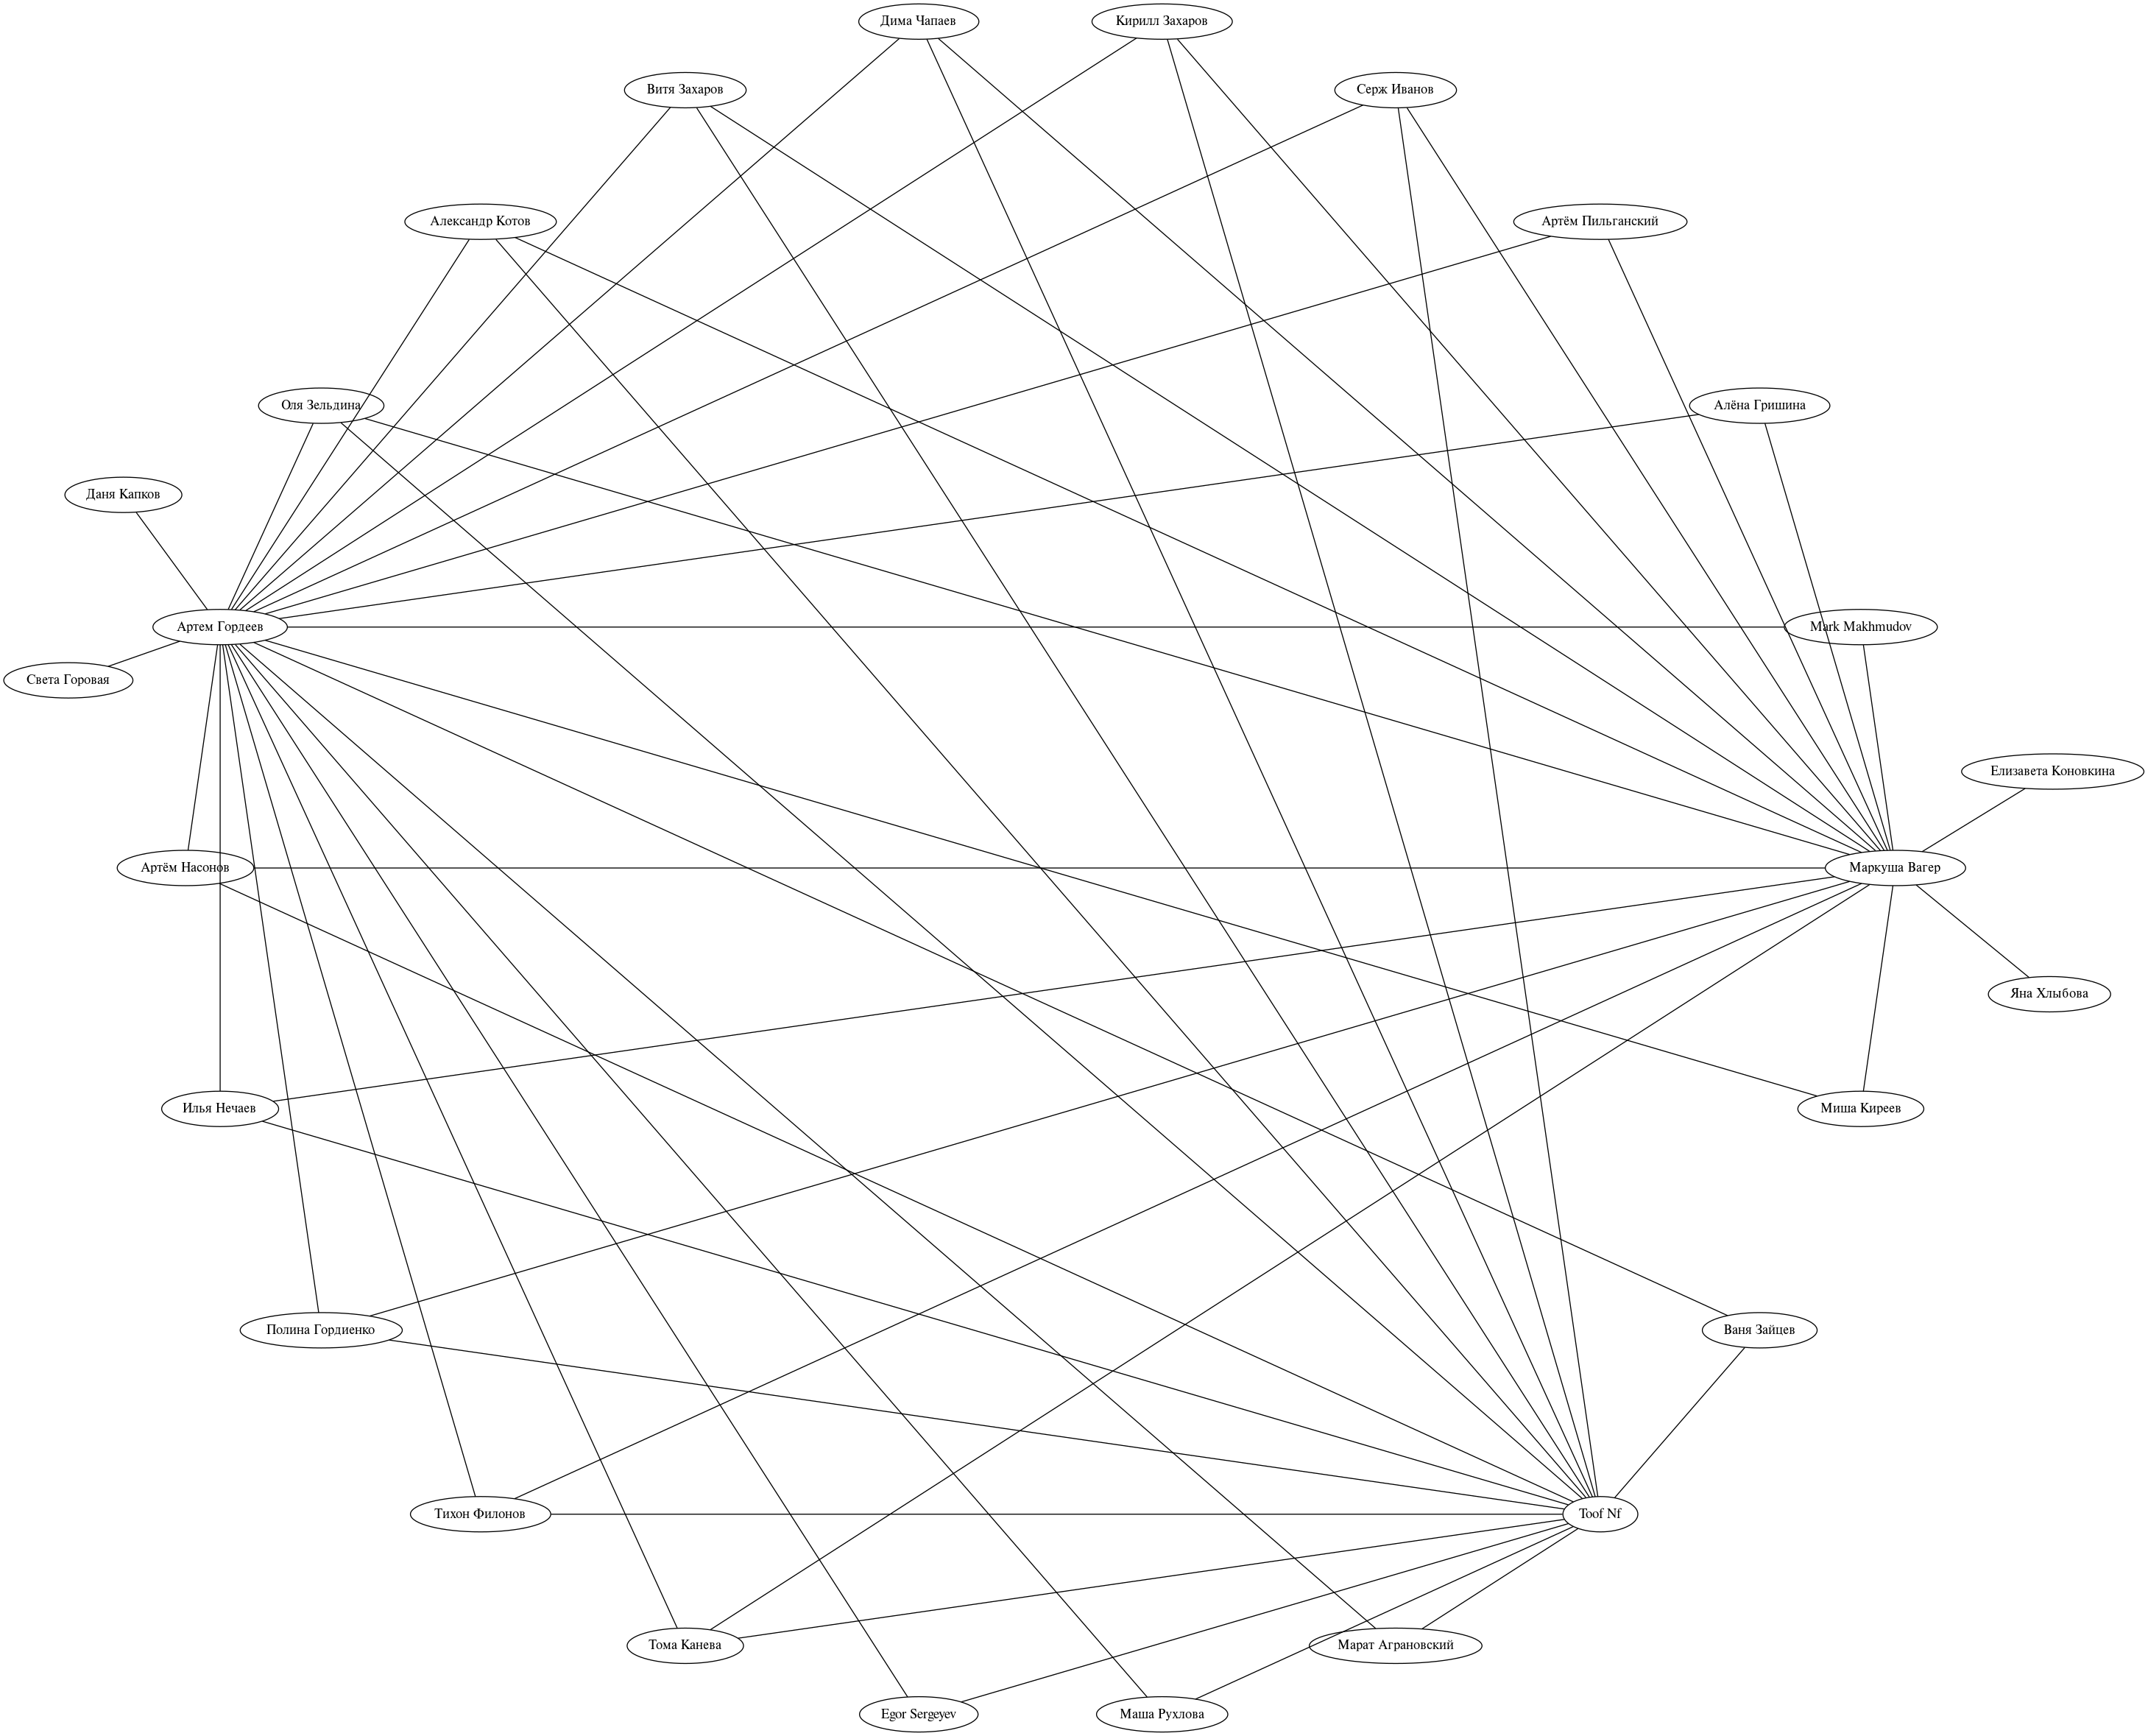 Дима Чапаев
Кирилл Захаров
Витя Захаров
Серж Иванов
Александр Котов
Артём Пильганский
Оля Зельдина
Алёна Гришина
Даня Капков
Артем Гордеев
Mark Makhmudov
Света Горовая
Елизавета Коновкина
Артём Насонов
Маркуша Вагер
Яна Хлыбова
Илья Нечаев
Миша Киреев
Полина Гордиенко
Ваня Зайцев
Тихон Филонов
Toof Nf
Тома Канева
Марат Аграновский
Egor Sergeyev
Маша Рухлова